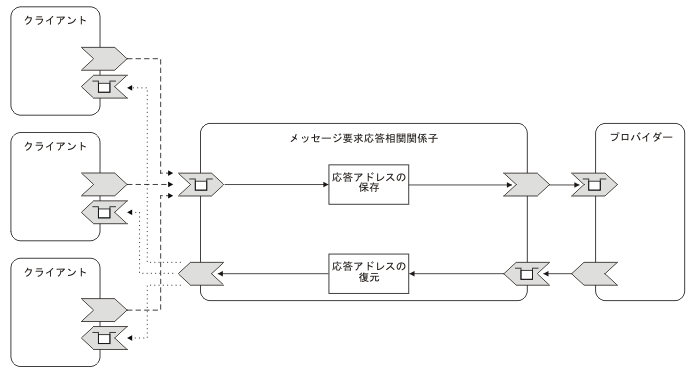 クライアント
クライアント
クライアント
メッセージ要求応答相関関係子
応答アドレスの
保存
応答アドレスの
復元
プロバイダー